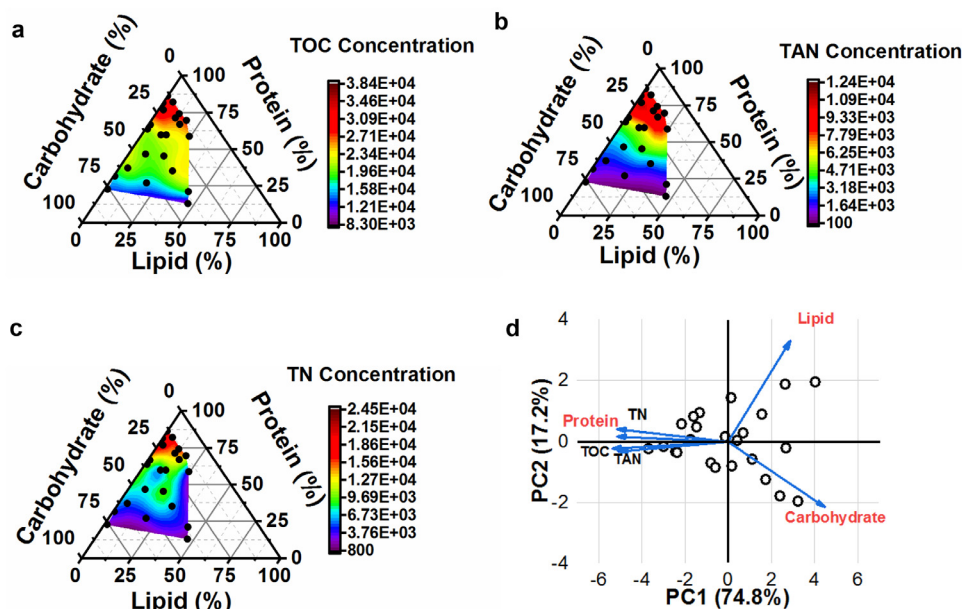 a
Carbohydrate (%)
0
25
50
75
100
Protein (%)
100
75
50
25
0
0
25
50
75
100
Lipid (%)
TOC Concentration
3.84E+04
3.46E+04
3.09E+04
2.71E+04
2.34E+04
1.96E+04
1.58E+04
1.21E+04
8.30E+03
b
Carbohydrate (%)
0
25
50
75
100
Protein (%)
100
75
50
25
0
0
25
50
75
100
Lipid (%)
TAN Concentration
1.24E+04
1.09E+04
9.33E+03
7.79E+03
6.25E+03
4.71E+03
3.18E+03
1.64E+03
100
c
Carbohydrate (%)
0
25
50
75
100
Protein (%)
100
75
50
25
0
0
25
50
75
100
Lipid (%)
TN Concentration
2.45E+04
2.15E+04
1.86E+04
1.56E+04
1.27E+04
9.69E+03
6.73E+03
3.76E+03
800
d
PC2 (17.2%)
4
2
0
-2
-4
Lipid
Protein
TN
TOC
TAN
Carbohydrate
-6 -4 -2 0 2 4 6
PC1 (74.8%)